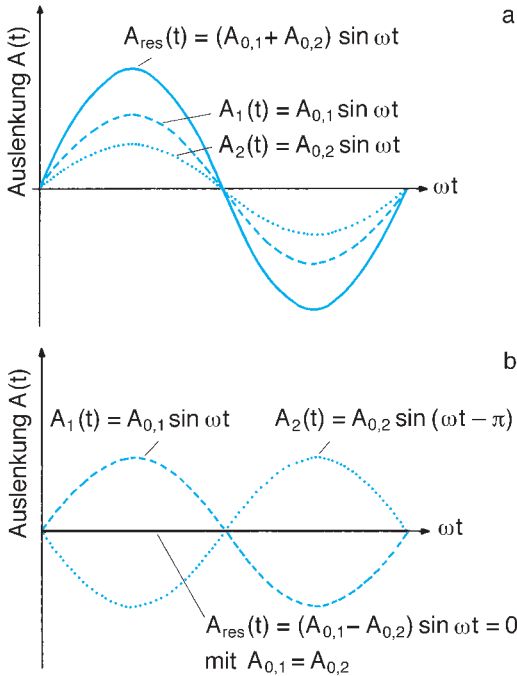 a
Auslenkung A(t)
A_res(t) = (A_0,1 + A_0,2) sin ωt
A_1(t) = A_0,1 sin ωt
A_2(t) = A_0,2 sin ωt
ωt
b
Auslenkung A(t)
A_1(t) = A_0,1 sin ωt
A_2(t) = A_0,2 sin (ωt − π)
ωt
A_res(t) = (A_0,1 − A_0,2) sin ωt = 0
mit A_0,1 = A_0,2